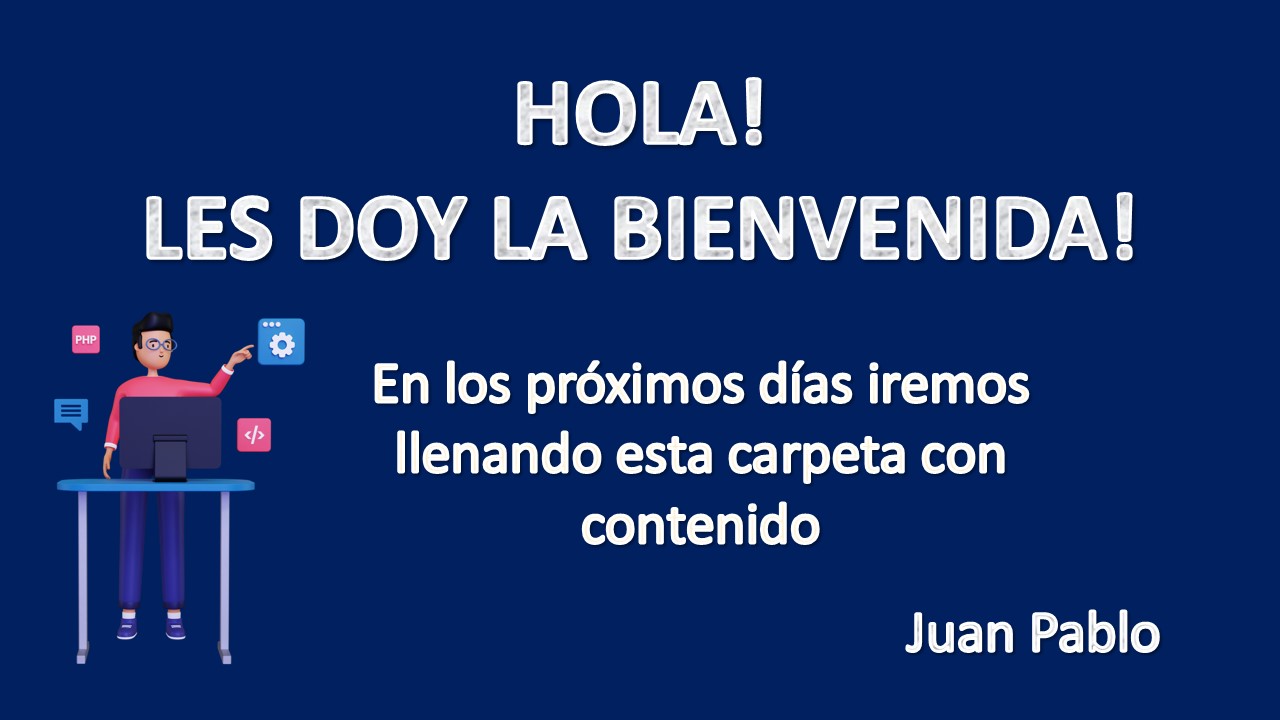 HOLA!
LES DOY LA BIENVENIDA!
PHP
</>
En los próximos días iremos
llenando esta carpeta con
contenido
Juan Pablo